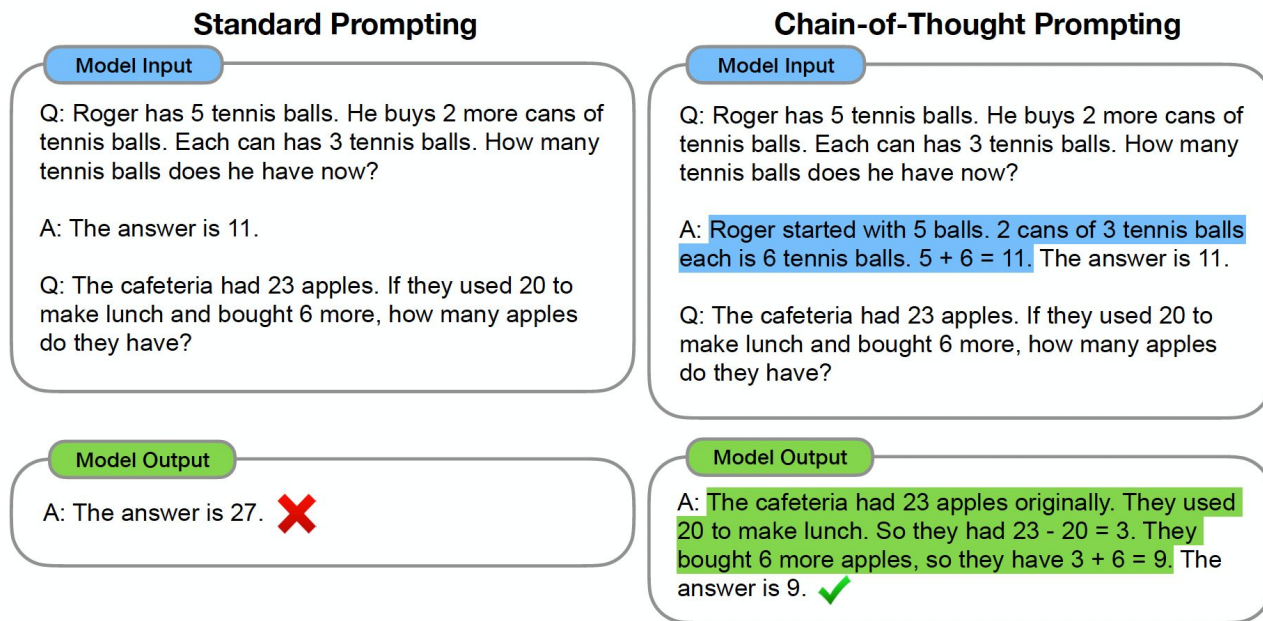 Standard Prompting
Model Input
Q: Roger has 5 tennis balls. He buys 2 more cans of
tennis balls. Each can has 3 tennis balls. How many
tennis balls does he have now?
A: The answer is 11.
Q: The cafeteria had 23 apples. If they used 20 to
make lunch and bought 6 more, how many apples
do they have?
Model Output
A: The answer is 27.
Chain-of-Thought Prompting
Model Input
Q: Roger has 5 tennis balls. He buys 2 more cans of
tennis balls. Each can has 3 tennis balls. How many
tennis balls does he have now?
A: Roger started with 5 balls. 2 cans of 3 tennis balls
each is 6 tennis balls. 5 + 6 = 11. The answer is 11.
Q: The cafeteria had 23 apples. If they used 20 to
make lunch and bought 6 more, how many apples
do they have?
Model Output
A: The cafeteria had 23 apples originally. They used
20 to make lunch. So they had 23 - 20 = 3. They
bought 6 more apples, so they have 3 + 6 = 9. The
answer is 9.